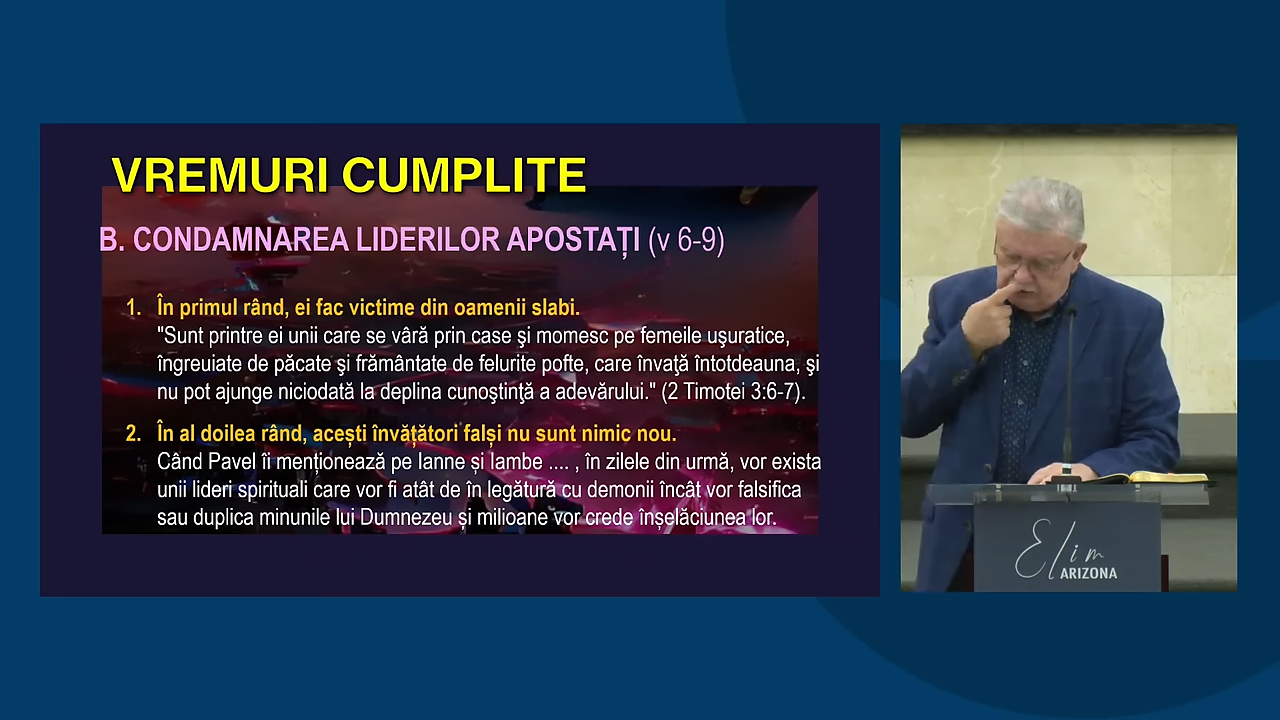 VREMURI CUMPLITE
B. CONDAMNAREA LIDERILOR APOSTAȚI (v 6-9)
1. În primul rând, ei fac victime din oamenii slabi.
"Sunt printre ei unii care se vâră prin case şi momesc pe femeile uşuratice,
îngreuiate de păcate şi frământate de felurite pofte, care învaţă întotdeauna, şi
nu pot ajunge niciodată la deplina cunoştinţă a adevărului." (2 Timotei 3:6-7).
2. În al doilea rând, acești învățători falși nu sunt nimic nou.
Când Pavel îi menționează pe Ianne și Iambe .... , în zilele din urmă, vor exista
unii lideri spirituali care vor fi atât de în legătură cu demonii încât vor falsifica
sau duplica minunile lui Dumnezeu și milioane vor crede înșelăciunea lor.
Elim
ARIZONA